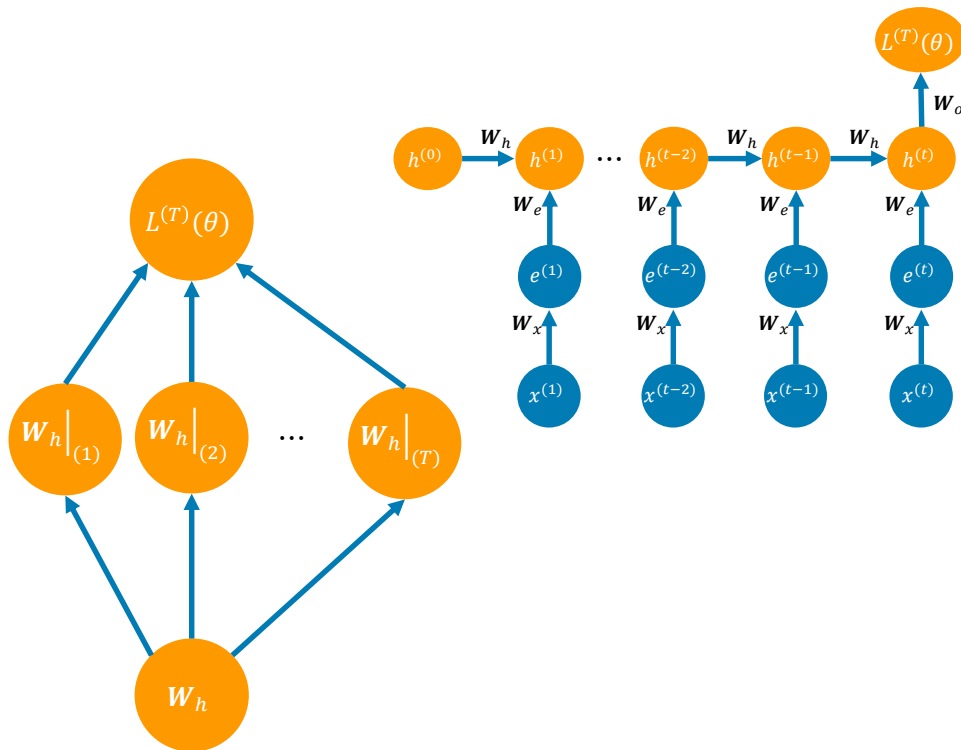 L^{(T)}(θ)
W_o
W_h
W_h
W_h
h^{(0)}
h^{(1)}
...
h^{(t−2)}
h^{(t−1)}
h^{(t)}
W_e
W_e
W_e
W_e
e^{(1)}
e^{(t−2)}
e^{(t−1)}
e^{(t)}
W_x
W_x
W_x
W_x
x^{(1)}
x^{(t−2)}
x^{(t−1)}
x^{(t)}
L^{(T)}(θ)
W_h|_{(1)}
W_h|_{(2)}
...
W_h|_{(T)}
W_h